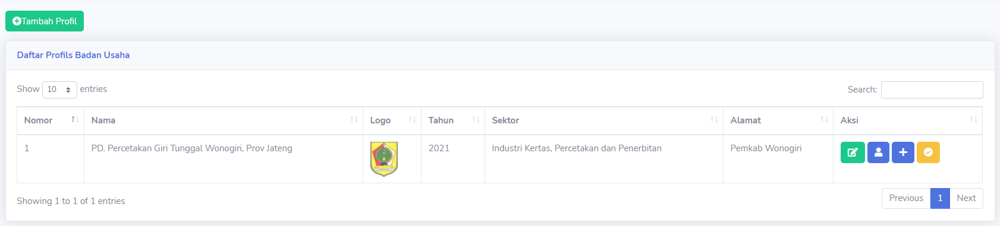 Tambah Profil
Daftar Profils Badan Usaha
Show 10 entries
Search:
Nomor Nama Logo Tahun Sektor Alamat Aksi
1 PD. Percetakan Giri Tunggal Wonogiri, Prov Jateng 2021 Industri Kertas, Percetakan dan Penerbitan Pemkab Wonogiri
Showing 1 to 1 of 1 entries
Previous 1 Next